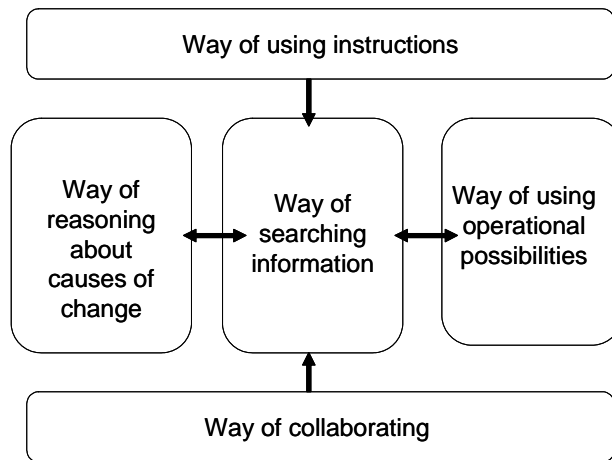 Way of using instructions
Way of
reasoning
about
causes of
change
Way of
searching
information
Way of using
operational
possibilities
Way of collaborating